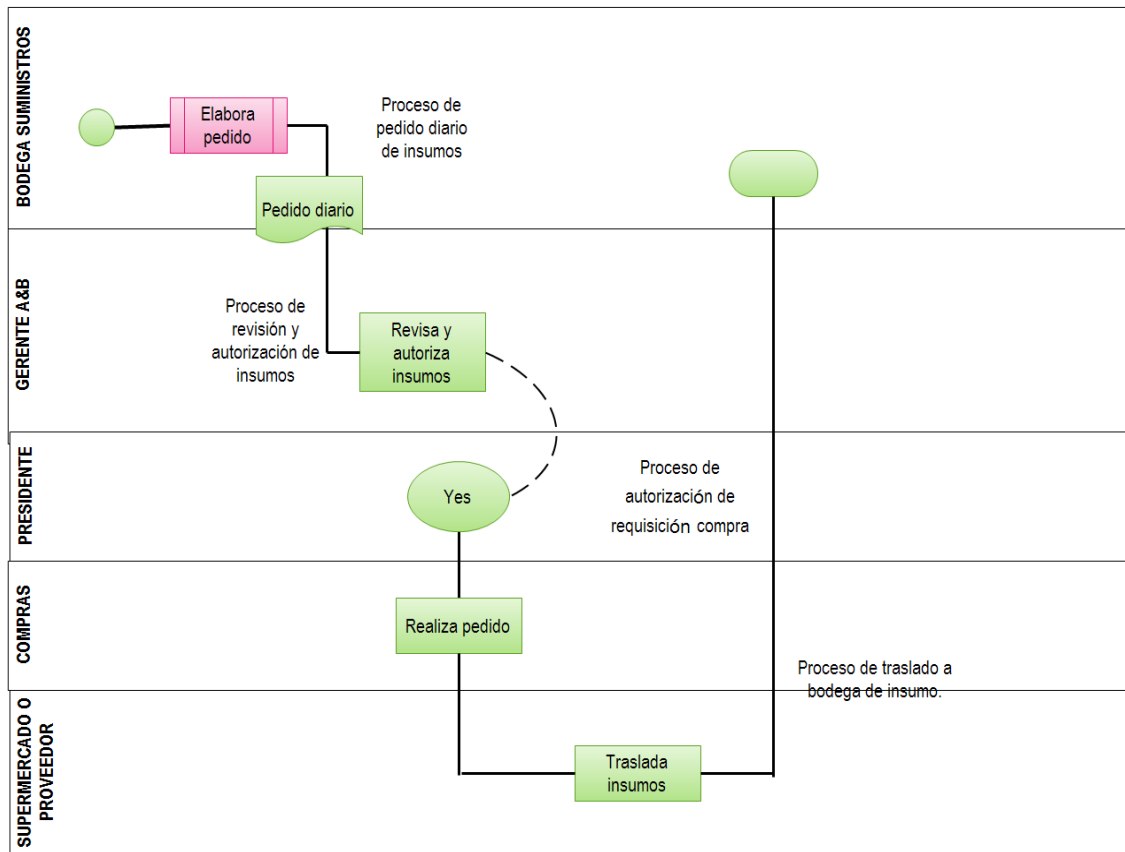 BODEGA SUMINISTROS
Elabora
pedido
Proceso de
pedido diario
de insumos
Pedido diario
GERENTE A&B
Proceso de
revisión y
autorización de
insumos
Revisa y
autoriza
insumos
PRESIDENTE
Yes
Proceso de
autorización de
requisición compra
COMPRAS
Realiza pedido
Proceso de traslado a
bodega de insumo.
SUPERMERCADO O
PROVEEDOR
Traslada
insumos